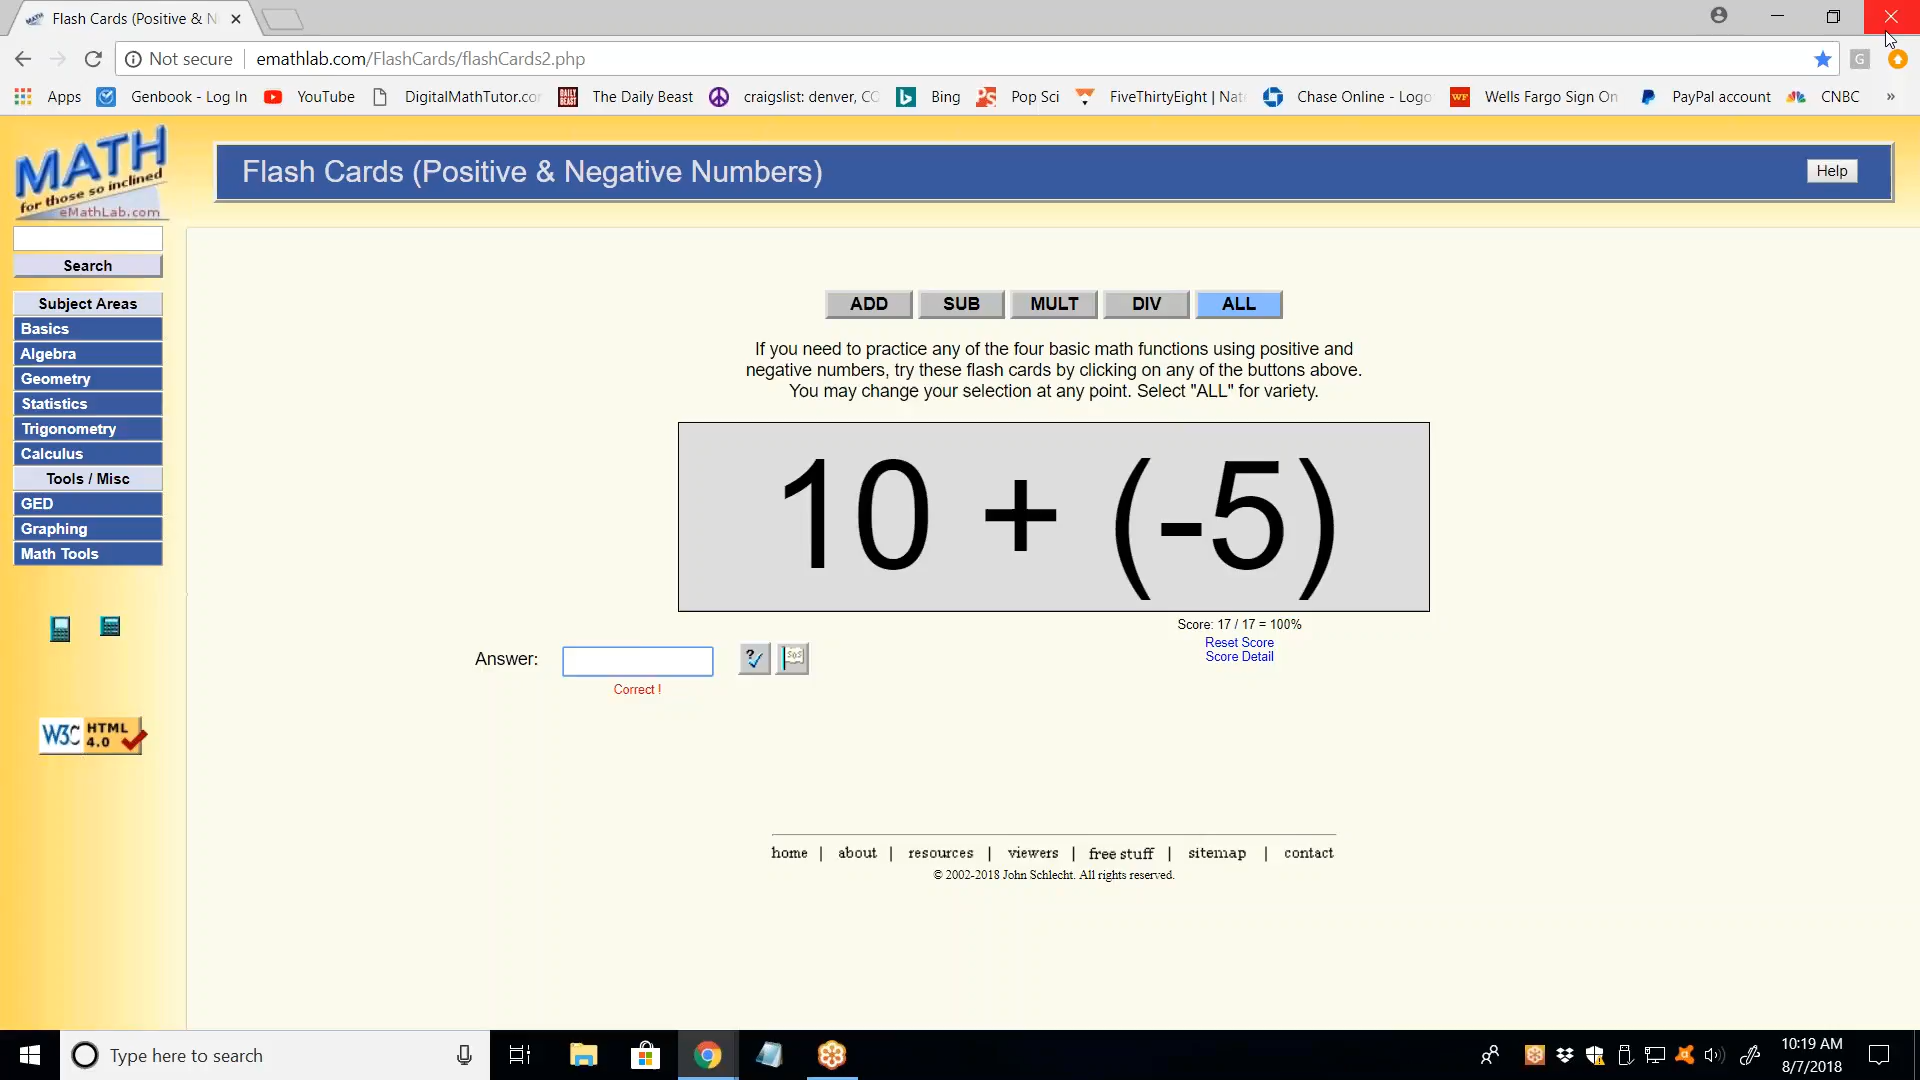 Flash Cards (Positive & N
Not secure
emathlab.com/FlashCards/flashCards2.php
G
Apps
Genbook - Log In
YouTube
DigitalMathTutor.co
The Daily Beast
craigslist: denver, CO
Bing
Pop Sci
FiveThirtyEight | Nat
Chase Online - Logo
Wells Fargo Sign On
PayPal account
CNBC
»
MATH
for those so inclined
eMathLab.com
Flash Cards (Positive & Negative Numbers)
Help
Search
Subject Areas
Basics
Algebra
Geometry
Statistics
Trigonometry
Calculus
Tools / Misc
GED
Graphing
Math Tools
W3C HTML 4.0
ADD
SUB
MULT
DIV
ALL
If you need to practice any of the four basic math functions using positive and
negative numbers, try these flash cards by clicking on any of the buttons above.
You may change your selection at any point. Select "ALL" for variety.
10 + (-5)
Score: 17 / 17 = 100%
Reset Score
Score Detail
Answer:
Correct !
home | about | resources | viewers | free stuff | sitemap | contact
© 2002-2018 John Schlecht. All rights reserved.
Type here to search
10:19 AM
8/7/2018